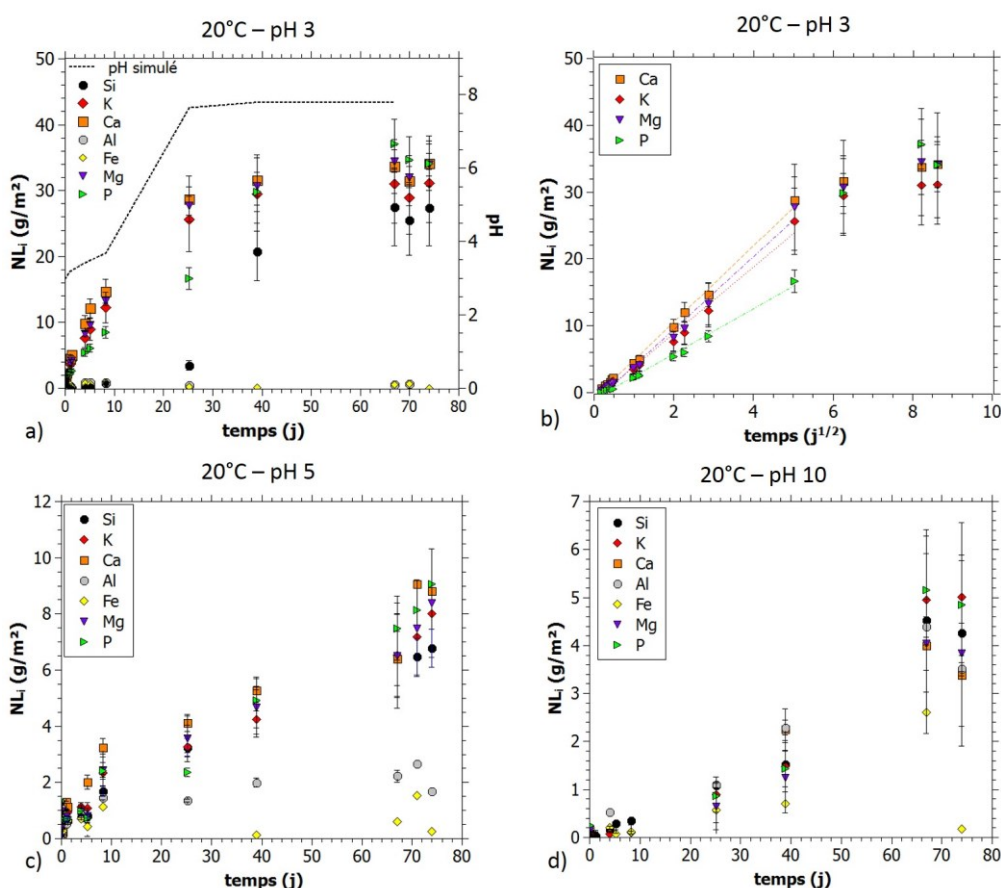 20°C – pH 3
NLᵢ (g/m²)
50
40
30
20
10
0
pH simulé
Si
K
Ca
Al
Fe
Mg
P
8
6
4
2
0
pH
0 10 20 30 40 50 60 70 80
temps (j)
a)
20°C – pH 3
NLᵢ (g/m²)
50
40
30
20
10
0
Ca
K
Mg
P
0 2 4 6 8 10
temps (j¹ᐟ²)
b)
20°C – pH 5
NLᵢ (g/m²)
12
10
8
6
4
2
0
Si
K
Ca
Al
Fe
Mg
P
0 10 20 30 40 50 60 70 80
temps (j)
c)
20°C – pH 10
NLᵢ (g/m²)
7
6
5
4
3
2
1
0
Si
K
Ca
Al
Fe
Mg
P
0 10 20 30 40 50 60 70 80
temps (j)
d)